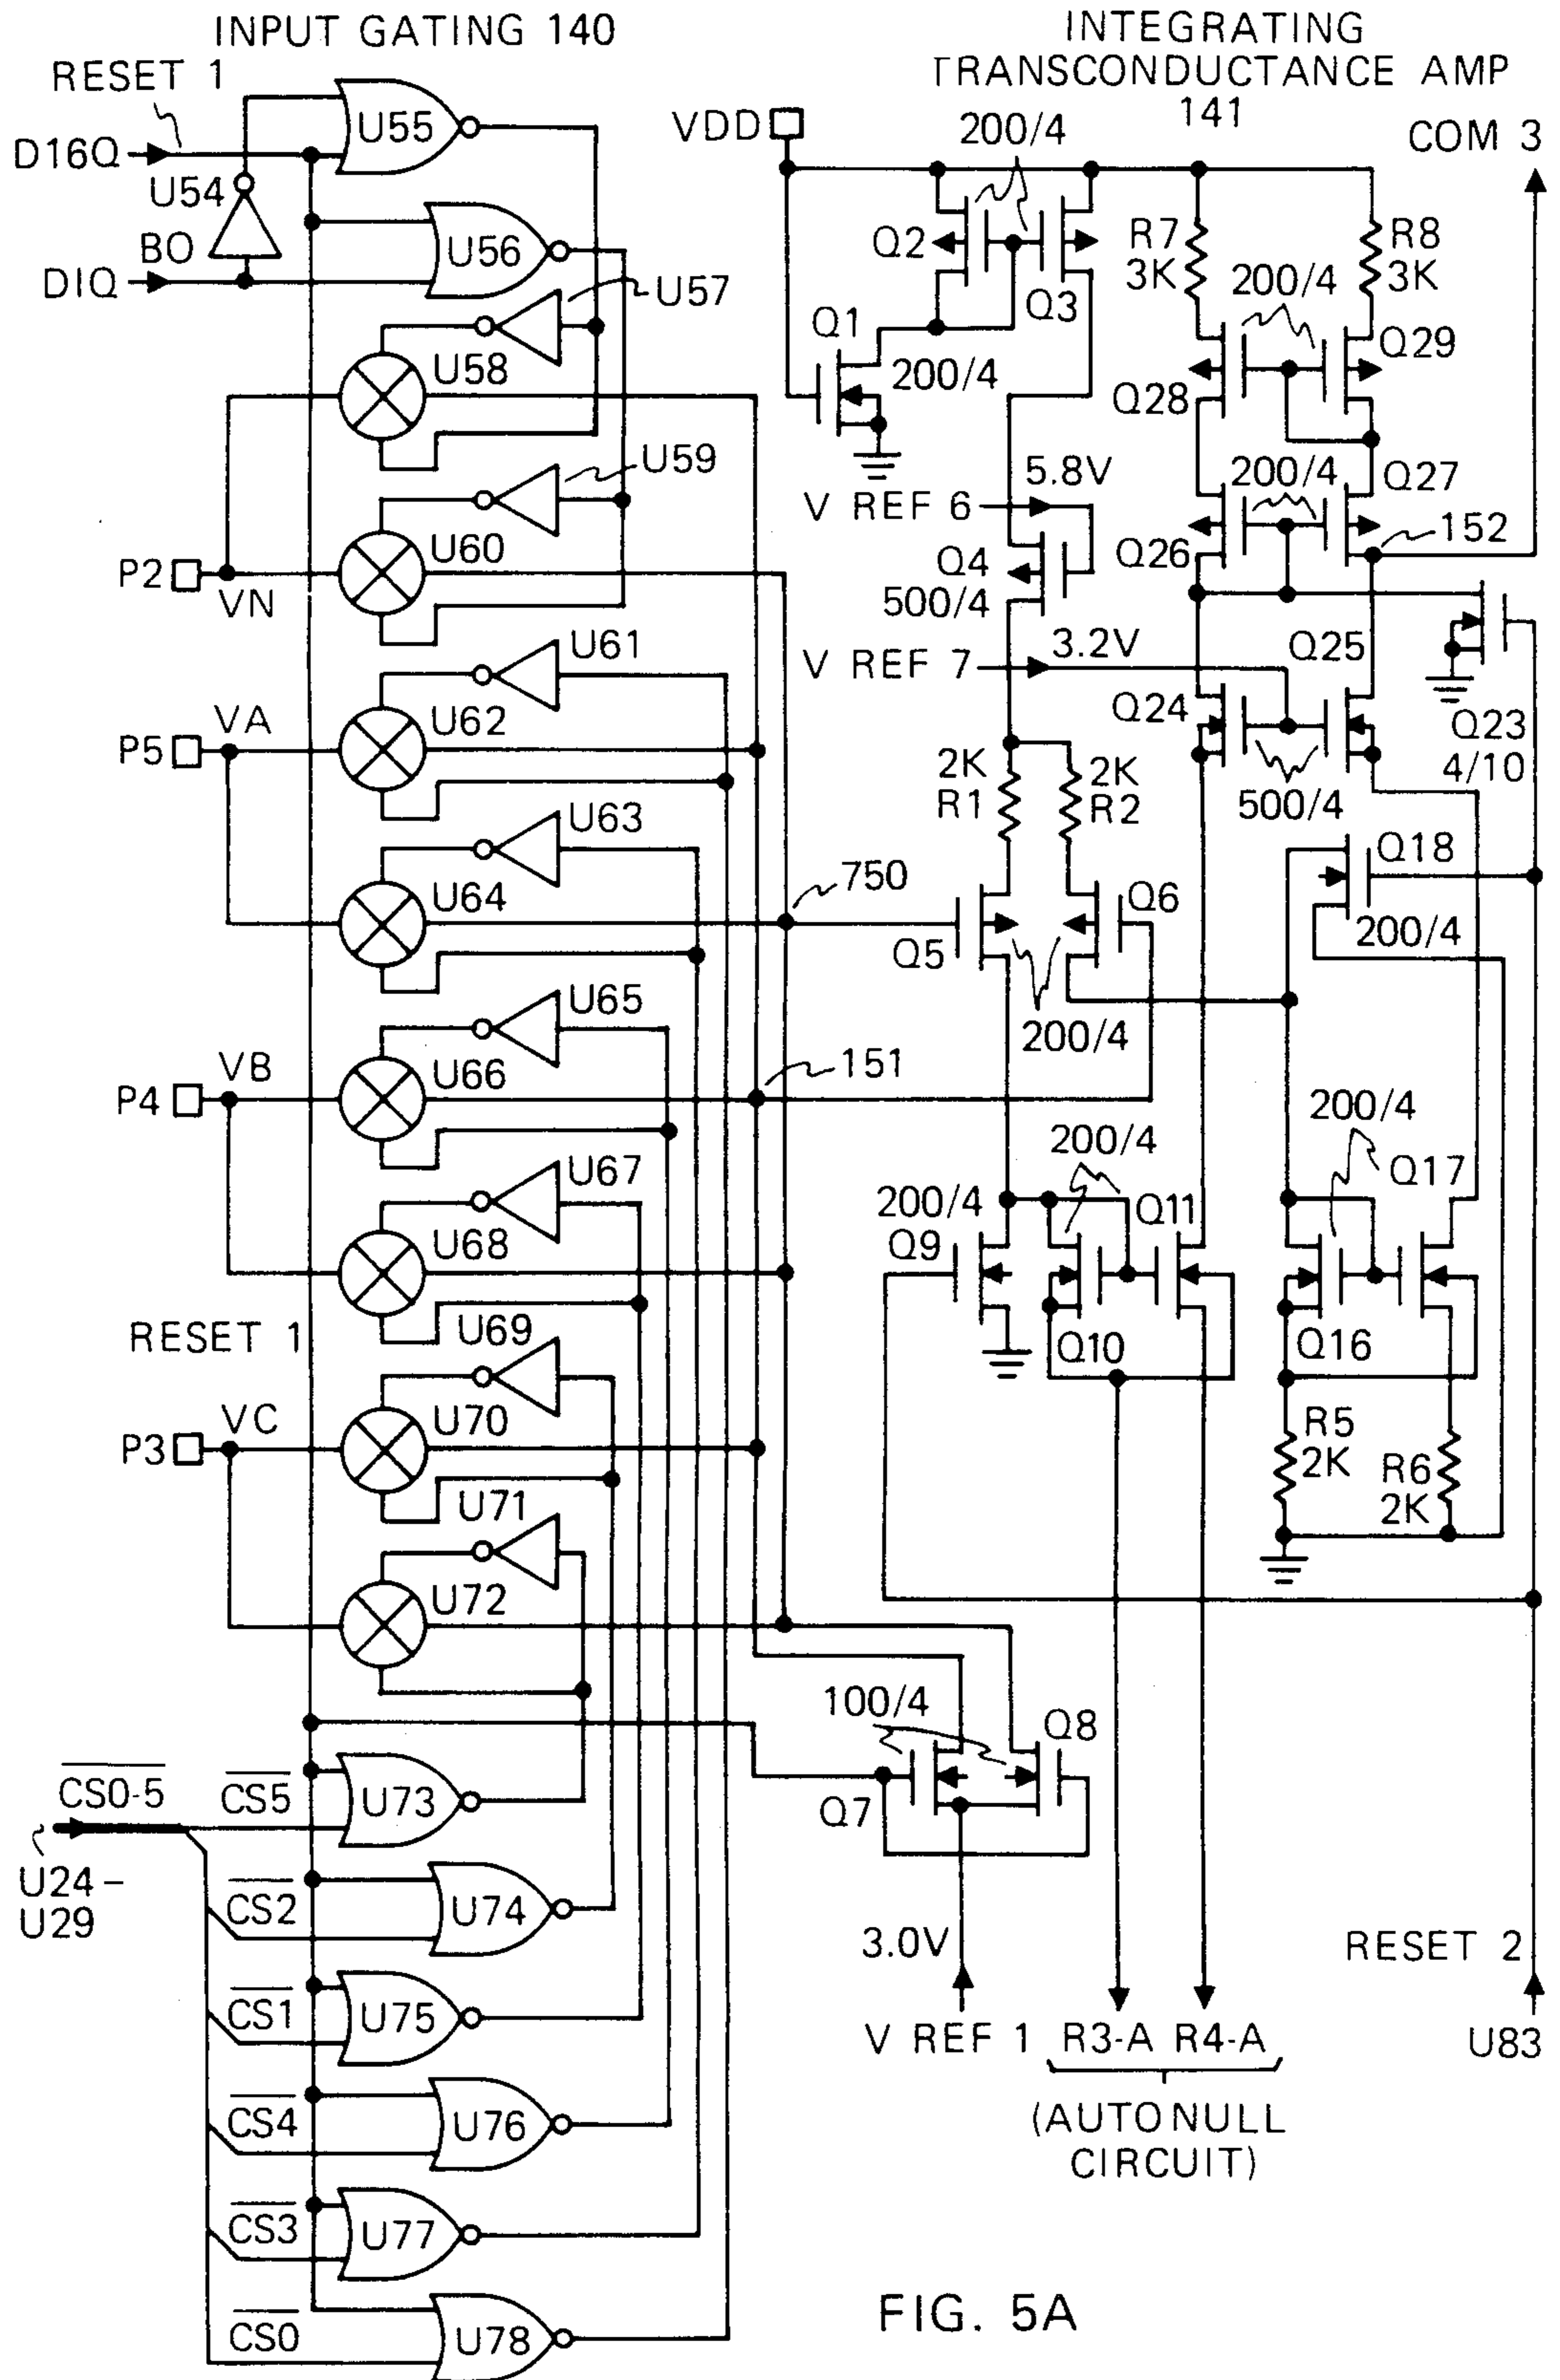 INPUT GATING 140
INTEGRATING
TRANSCONDUCTANCE AMP
141
RESET 1
D16Q
U54
BO
DIQ
U55
U56
U57
U58
U59
U60
P2
VN
U61
VA
P5
U62
U63
U64
U65
VB
P4
U66
U67
U68
RESET 1
U69
VC
P3
U70
U71
U72
CS0-5
CS5
U73
U24-
U29
CS2
U74
CS1
U75
CS4
U76
CS3
U77
CS0
U78
VDD
200/4
COM 3
Q2
Q3
R7
3K
R8
3K
200/4
Q1
200/4
Q28
Q29
5.8V
V REF 6
200/4
Q27
152
Q4
500/4
Q26
V REF 7
3.2V
Q25
Q24
Q23
4/10
500/4
2K
R1
2K
R2
Q18
200/4
750
Q5
Q6
200/4
151
200/4
Q9
200/4
Q11
Q10
200/4
Q17
Q16
R5
2K
R6
2K
100/4
Q8
Q7
3.0V
V REF 1
R3-A
R4-A
(AUTONULL
CIRCUIT)
RESET 2
U83
FIG. 5A